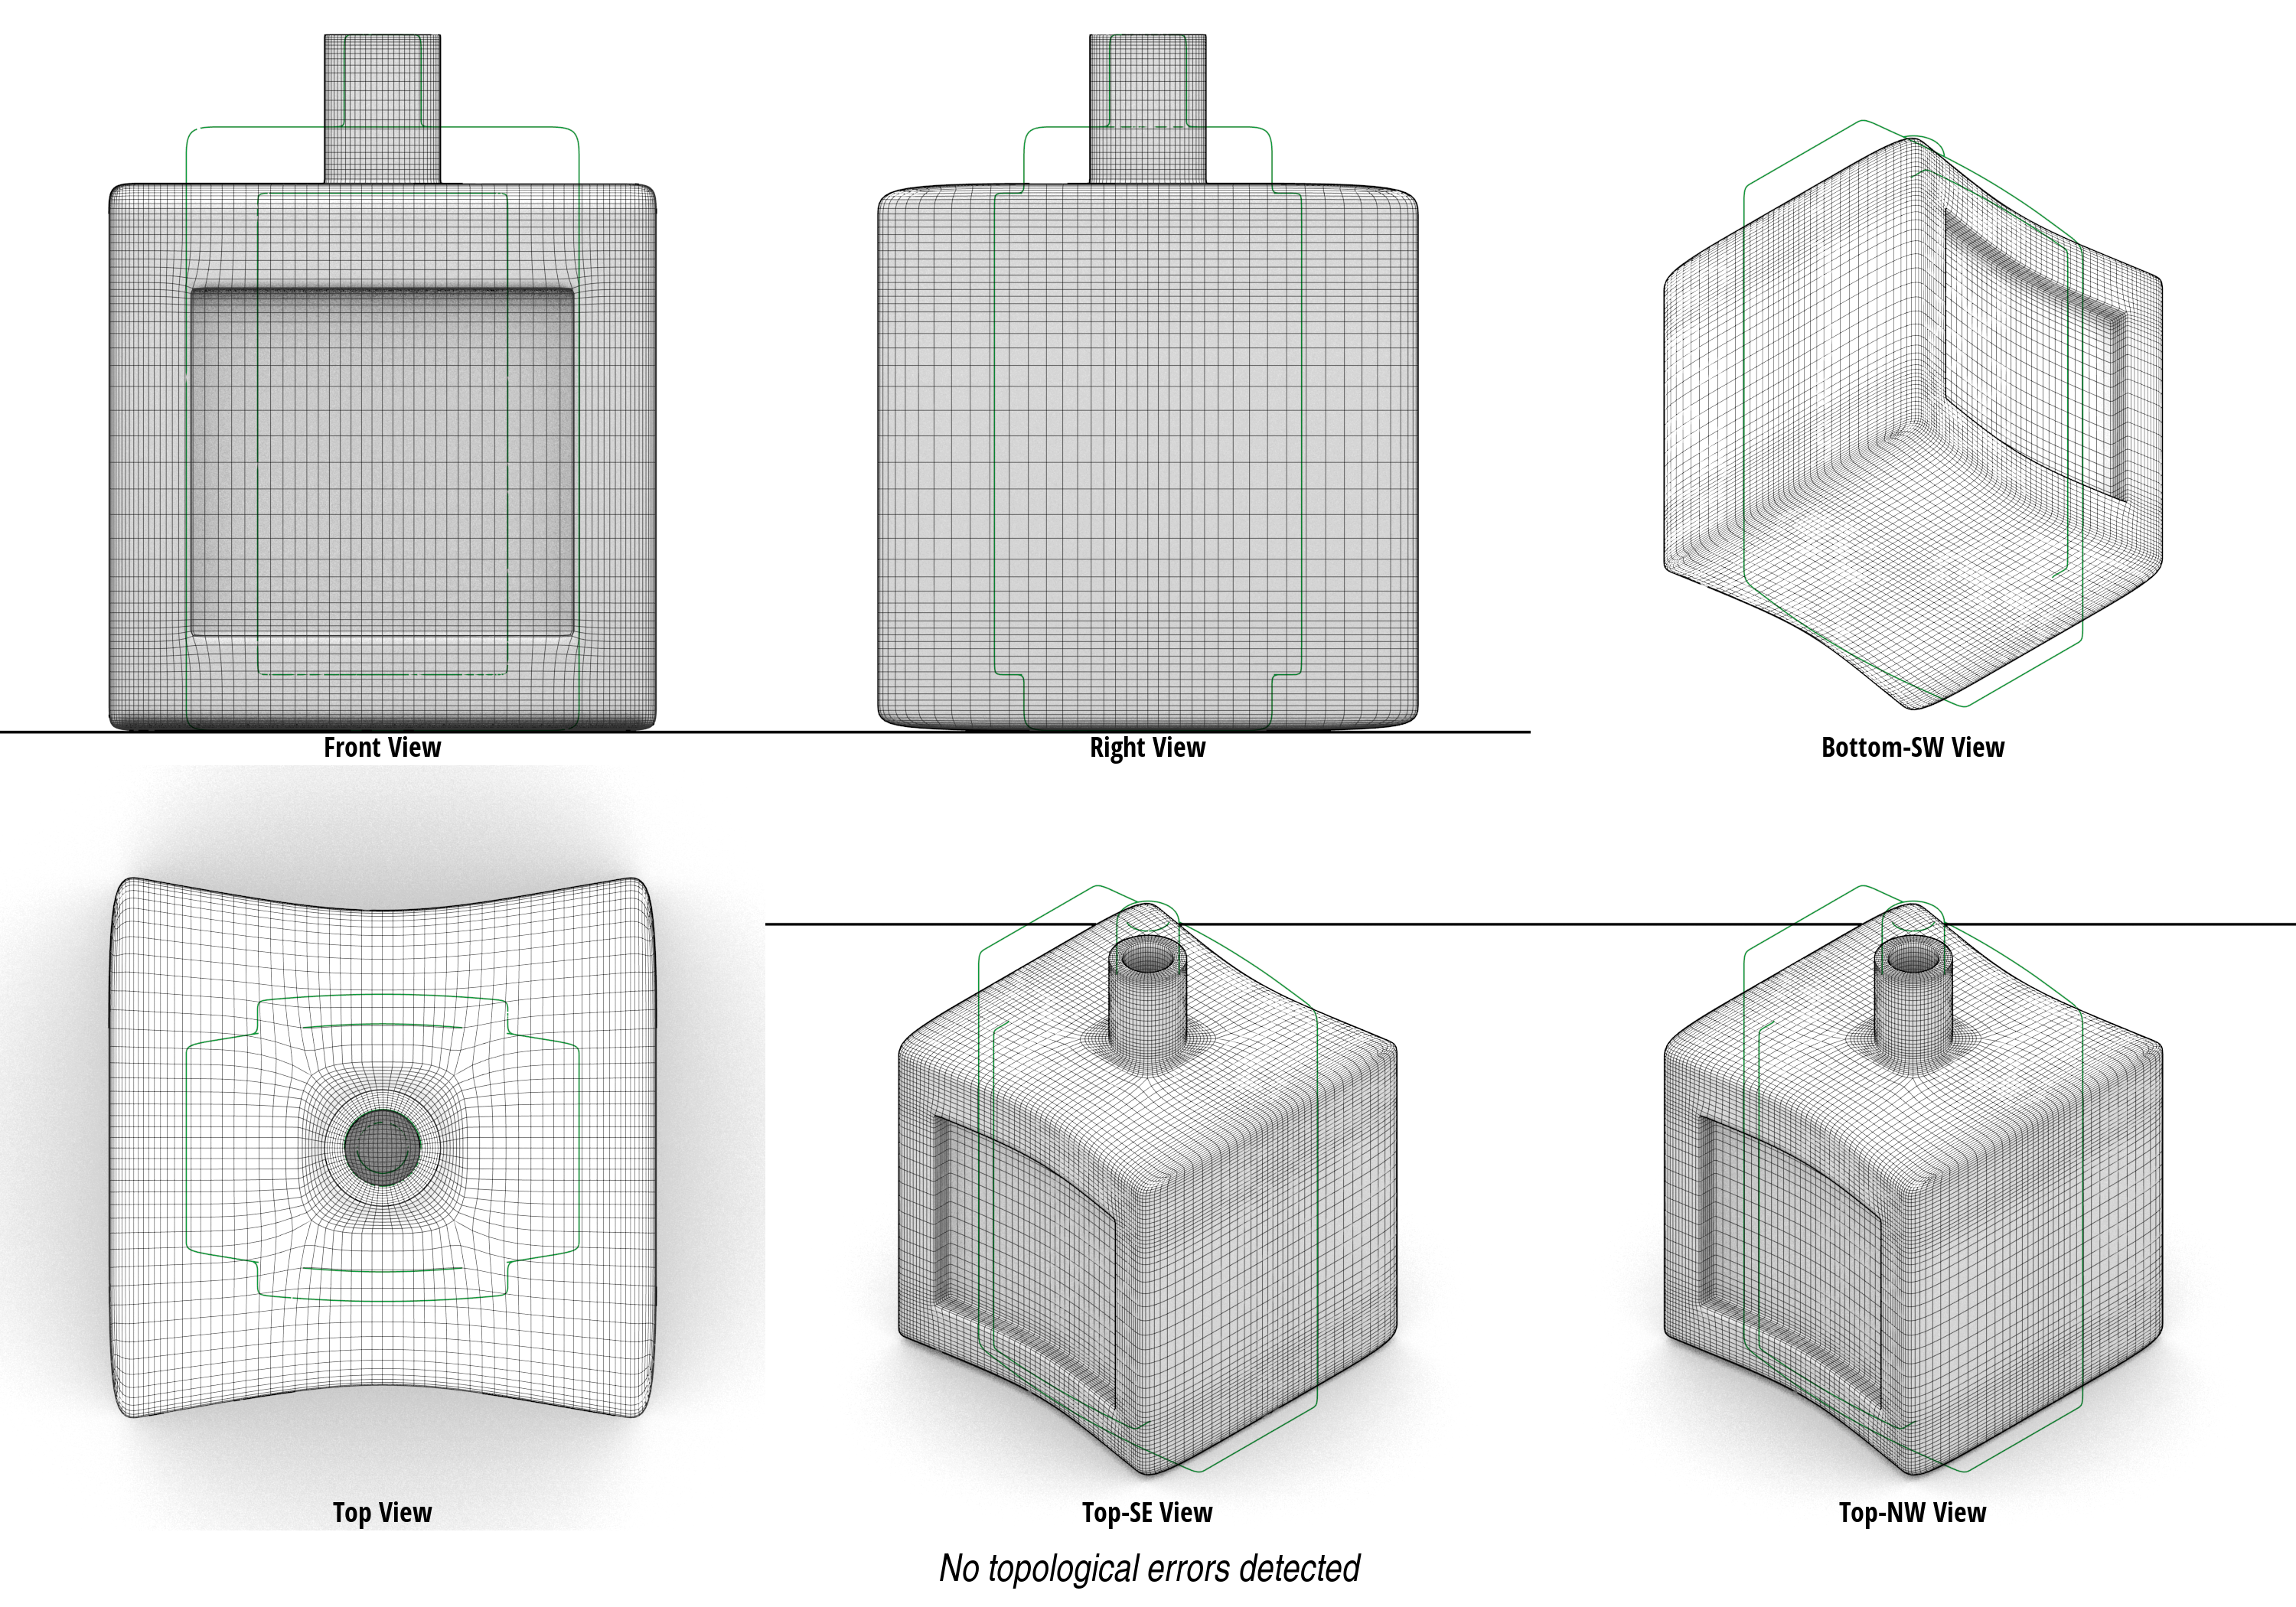 Front View
Right View
Bottom-SW View
Top View
Top-SE View
Top-NW View
No topological errors detected